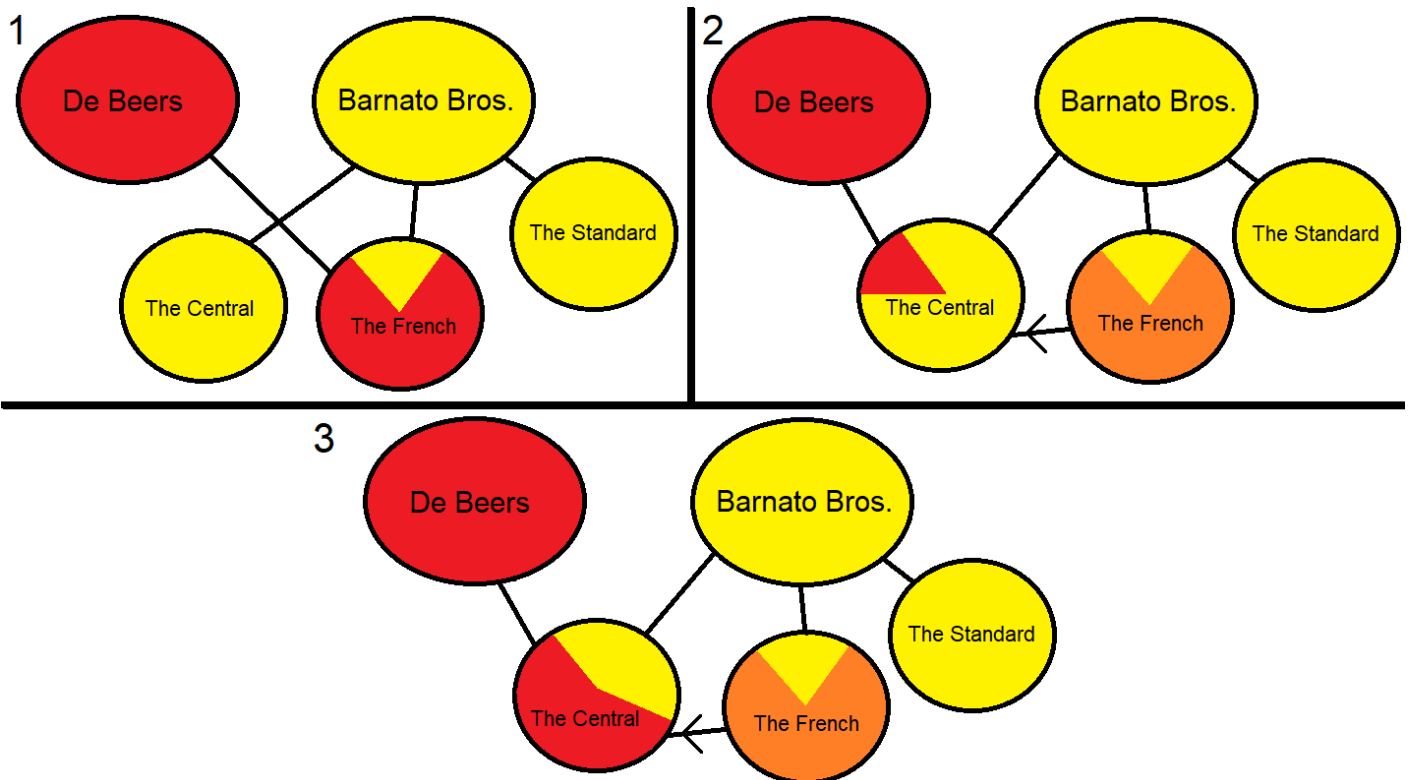 1
De Beers
Barnato Bros.
The Standard
The Central
The French
2
De Beers
Barnato Bros.
The Standard
The Central
The French
3
De Beers
Barnato Bros.
The Standard
The Central
The French